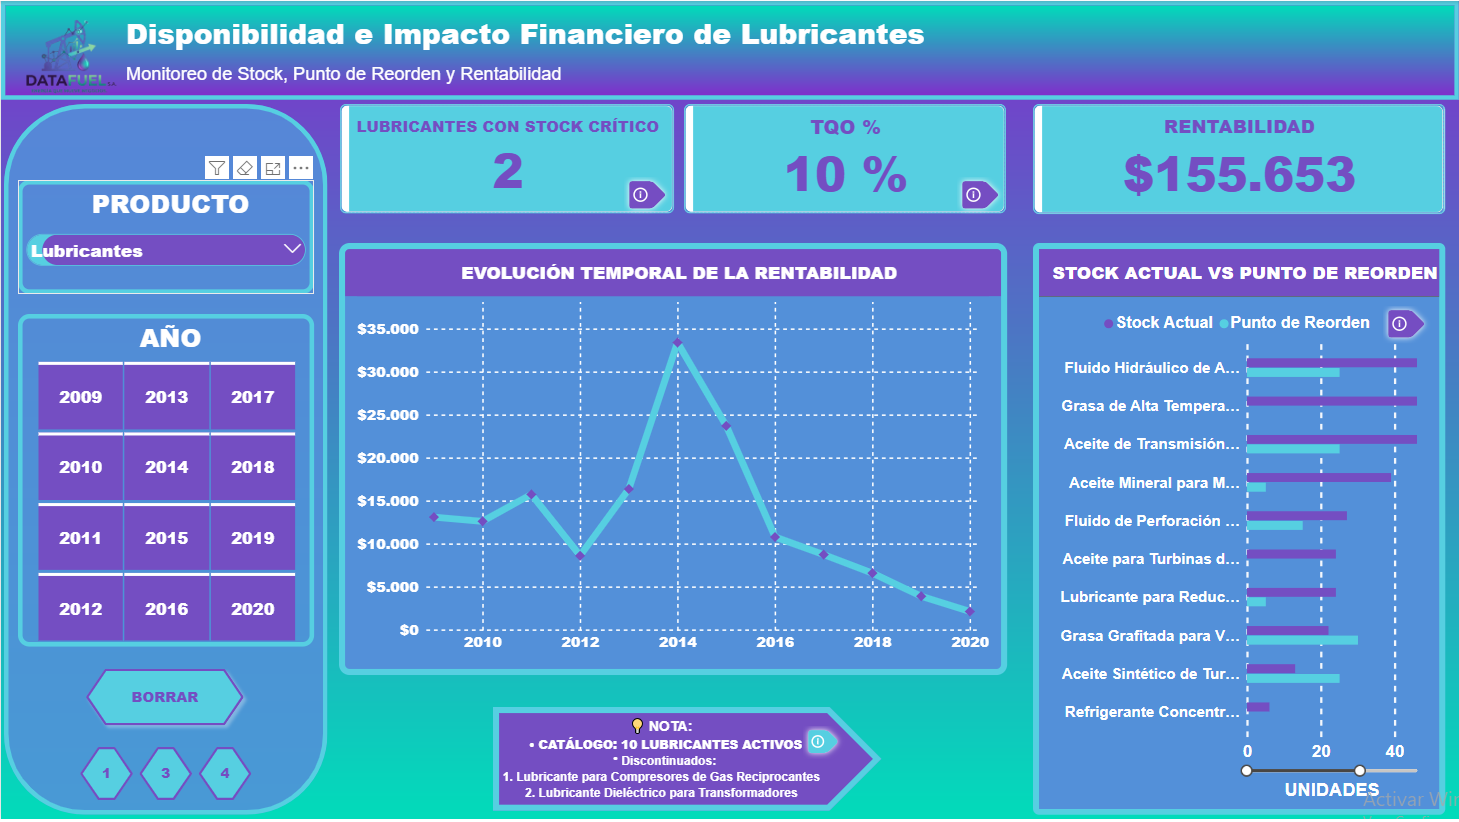 Disponibilidad e Impacto Financiero de Lubricantes
Monitoreo de Stock, Punto de Reorden y Rentabilidad
DATAFUEL
PRODUCTO
Lubricantes
AÑO
2009 2013 2017
2010 2014 2018
2011 2015 2019
2012 2016 2020
BORRAR
1 3 4
LUBRICANTES CON STOCK CRÍTICO
2
TQO %
10 %
RENTABILIDAD
$155.653
EVOLUCIÓN TEMPORAL DE LA RENTABILIDAD
$35.000
$30.000
$25.000
$20.000
$15.000
$10.000
$5.000
$0
2010 2012 2014 2016 2018 2020
💡 NOTA:
• CATÁLOGO: 10 LUBRICANTES ACTIVOS
* Discontinuados:
1. Lubricante para Compresores de Gas Reciprocantes
2. Lubricante Dieléctrico para Transformadores
STOCK ACTUAL VS PUNTO DE REORDEN
Stock Actual Punto de Reorden
Fluido Hidráulico de A...
Grasa de Alta Tempera...
Aceite de Transmisión...
Aceite Mineral para M...
Fluido de Perforación ...
Aceite para Turbinas d...
Lubricante para Reduc...
Grasa Grafitada para V...
Aceite Sintético de Tur...
Refrigerante Concentr...
0 20 40
UNIDADES
Activar Win